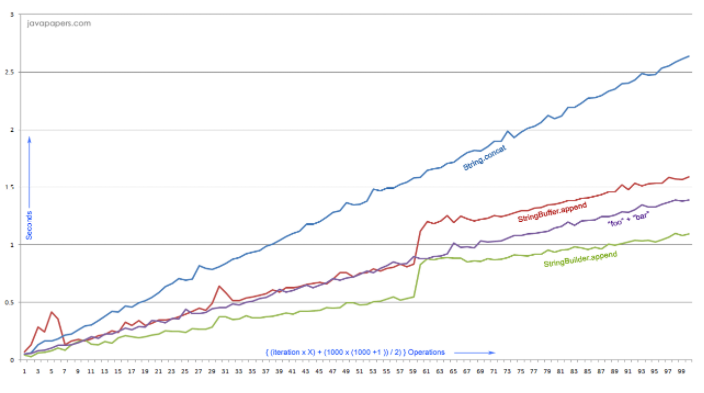 javapapers.com
3
2.5
2
1.5
1
0.5
0
Seconds
String.concat
StringBuffer.append
"foo" + "bar"
StringBuilder.append
{ (iteration x X) + (1000 x (1000 +1 )) / 2) } Operations
1 3 5 7 9 11 13 15 17 19 21 23 25 27 29 31 33 35 37 39 41 43 45 47 49 51 53 55 57 59 61 63 65 67 69 71 73 75 77 79 81 83 85 87 89 91 93 95 97 99